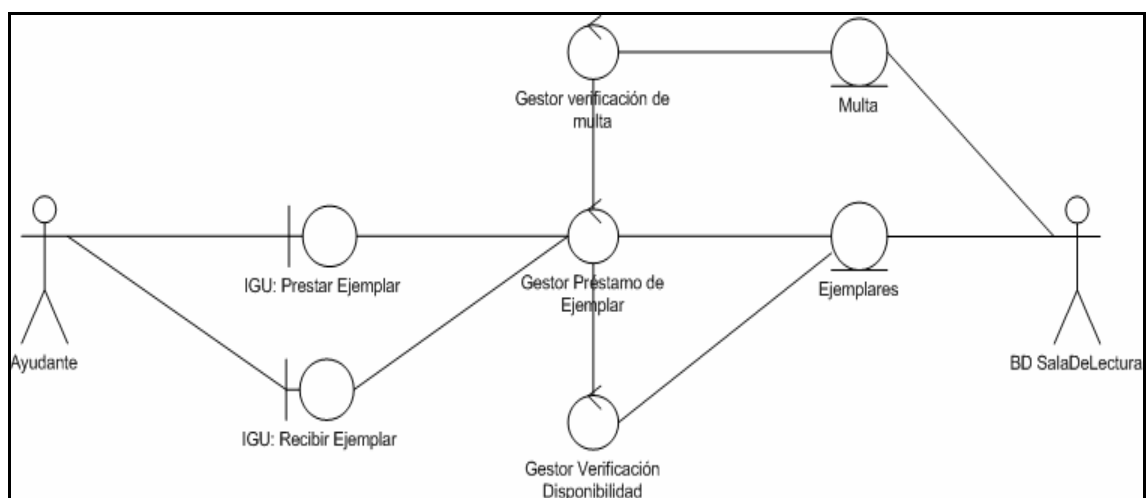 Gestor verificación de
multa
Multa
Ayudante
IGU: Prestar Ejemplar
Gestor Préstamo de
Ejemplar
Ejemplares
BD SalaDeLectura
IGU: Recibir Ejemplar
Gestor Verificación
Disponibilidad